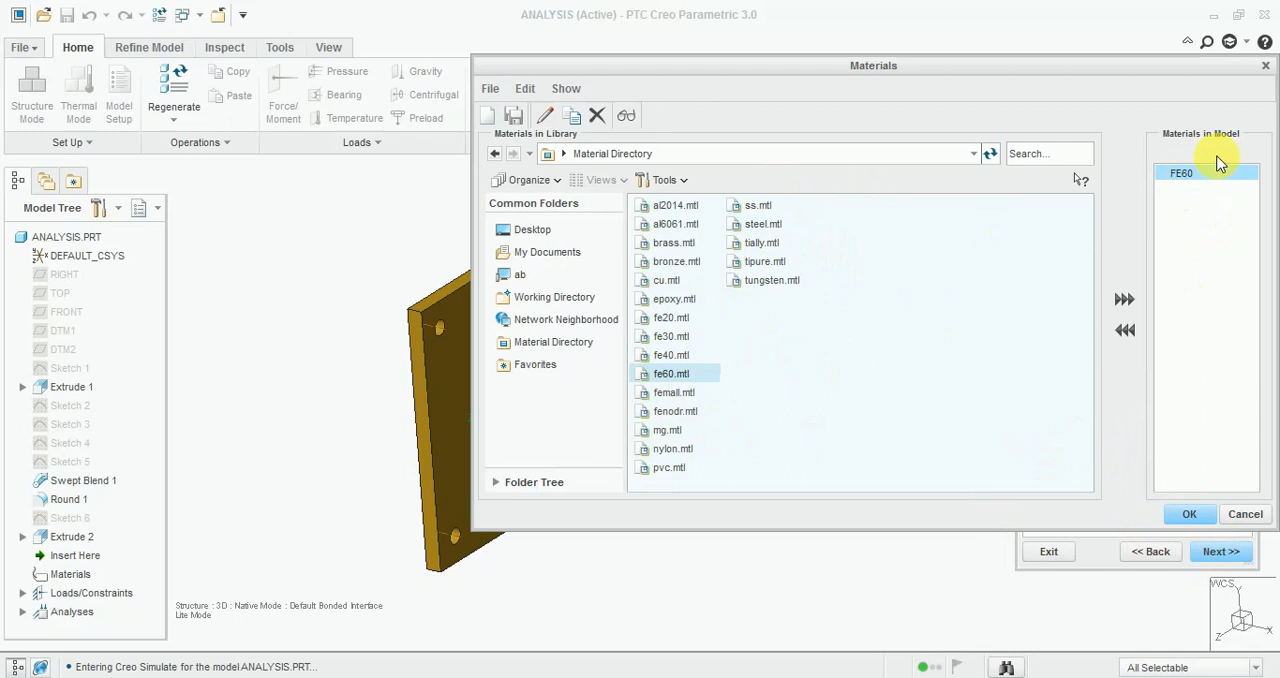 ANALYSIS (Active) - PTC Creo Parametric 3.0
File
Home
Refine Model
Inspect
Tools
View
Structure
Mode
Thermal
Mode
Model
Setup
Regenerate
Copy
Paste
Force/
Moment
Pressure
Bearing
Temperature
Gravity
Centrifugal
Preload
Set Up
Operations
Loads
Model Tree
ANALYSIS.PRT
DEFAULT_CSYS
RIGHT
TOP
FRONT
DTM1
DTM2
Sketch 1
Extrude 1
Sketch 2
Sketch 3
Sketch 4
Sketch 5
Swept Blend 1
Round 1
Sketch 6
Extrude 2
Insert Here
Materials
Loads/Constraints
Analyses
Structure : 3D : Native Mode : Default Bonded Interface
Lite Mode
Materials
File
Edit
Show
Materials in Library
Material Directory
Search...
Organize
Views
Tools
Common Folders
Desktop
My Documents
ab
Working Directory
Network Neighborhood
Material Directory
Favorites
Folder Tree
al2014.mtl
al6061.mtl
brass.mtl
bronze.mtl
cu.mtl
epoxy.mtl
fe20.mtl
fe30.mtl
fe40.mtl
fe60.mtl
femall.mtl
fenodr.mtl
mg.mtl
nylon.mtl
pvc.mtl
ss.mtl
steel.mtl
tially.mtl
tipure.mtl
tungsten.mtl
Materials in Model
FE60
OK
Cancel
Exit
<< Back
Next >>
WCS
Y
X
Z
• Entering Creo Simulate for the model ANALYSIS.PRT...
All Selectable